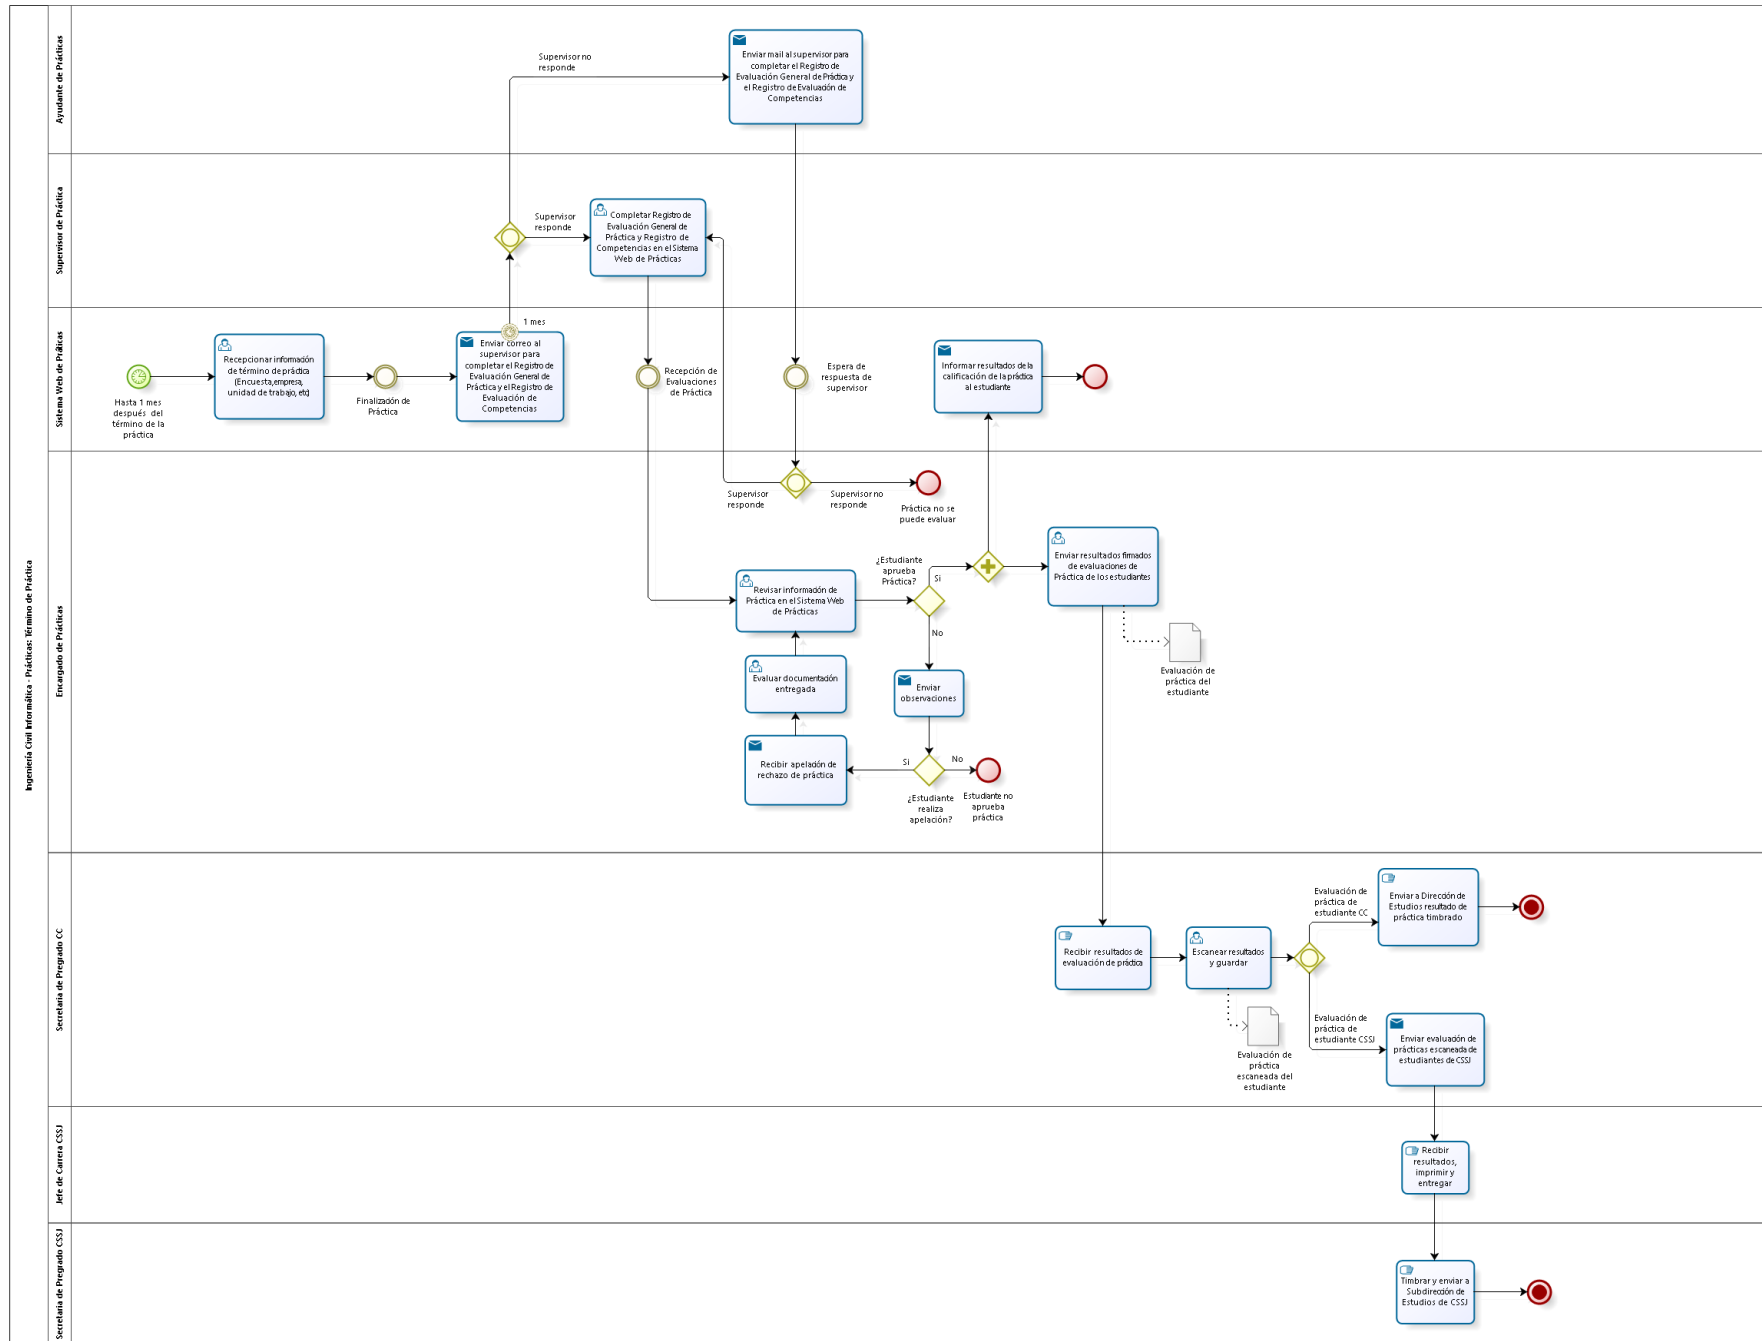 Ingeniería Civil Informática - Prácticas: Término de Práctica
Ayudante de Prácticas
Supervisor no
responde
Enviar mail al supervisor para
completar el Registro de
Evaluación General de Práctica y
el Registro de Evaluación de
Competencias
Supervisor de Práctica
Supervisor
responde
Completar Registro de
Evaluación General de
Práctica y Registro de
Competencias en el Sistema
Web de Prácticas
Sistema Web de Práticas
Hasta 1 mes
después del
término de la
práctica
Recepcionar información
de término de práctica
(Encuesta,empresa,
unidad de trabajo, etc)
Finalización de
Práctica
1 mes
Enviar correo al
supervisor para
completar el Registro de
Evaluación General de
Práctica y el Registro de
Evaluación de
Competencias
Recepción de
Evaluaciones
de Práctica
Espera de
respuesta de
supervisor
Informar resultados de la
calificación de la práctica
al estudiante
Encargado de Prácticas
Supervisor
responde
Supervisor no
responde
Práctica no se
puede evaluar
¿Estudiante
aprueba
Práctica?
Si
No
Enviar resultados firmados
de evaluaciones de
Práctica de los estudiantes
Revisar información de
Práctica en el Sistema Web
de Prácticas
Evaluar documentación
entregada
Enviar
observaciones
Evaluación de
práctica del
estudiante
Recibir apelación de
rechazo de práctica
Si
No
¿Estudiante
realiza
apelación?
Estudiante no
aprueba
práctica
Secretaria de Pregrado CC
Recibir resultados de
evaluación de práctica
Escanear resultados
y guardar
Evaluación de
práctica
escaneada del
estudiante
Evaluación de
práctica de
estudiante CC
Enviar a Dirección de
Estudios resultado de
práctica timbrado
Evaluación de
práctica de
estudiante CSSJ
Enviar evaluación de
prácticas escaneada de
estudiantes de CSSJ
Jefe de Carrera CSSJ
Recibir
resultados,
imprimir y
entregar
Secretaria de Pregrado CSSJ
Timbrar y enviar a
Subdirección de
Estudios de CSSJ